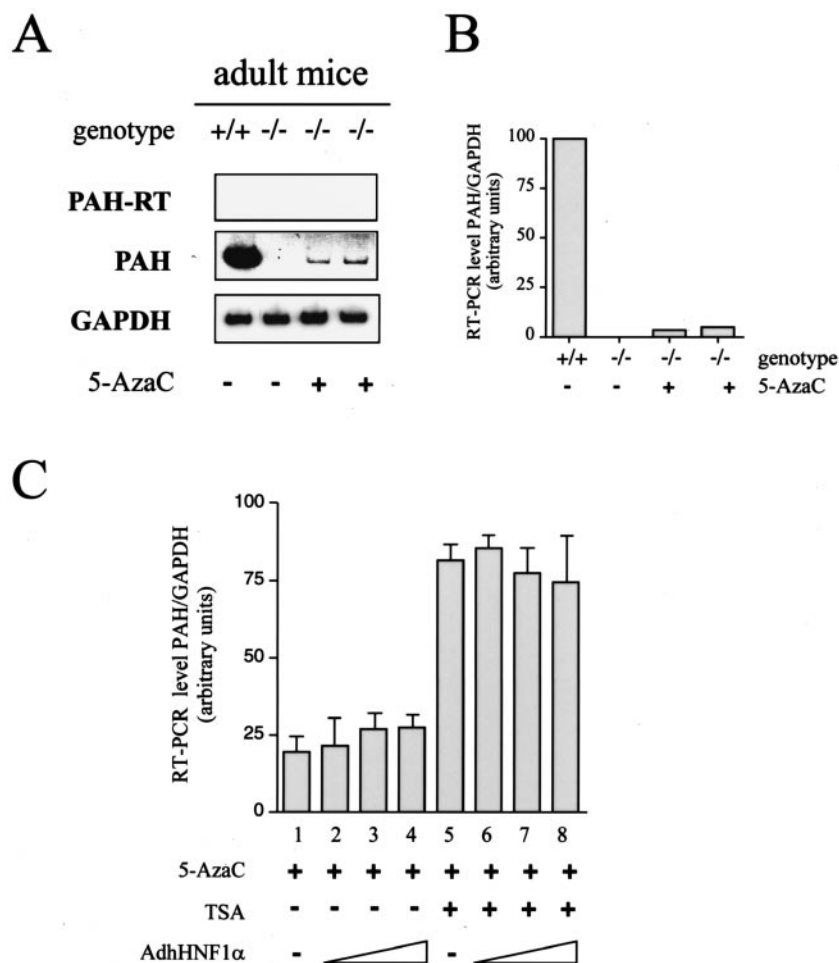 A
adult mice
genotype +/+ -/- -/- -/-
PAH-RT
PAH
GAPDH
5-AzaC - - + +
B
RT-PCR level PAH/GAPDH
(arbitrary units)
100
75
50
25
0
+/+ -/- -/- -/- genotype
- - + + 5-AzaC
C
RT-PCR level PAH/GAPDH
(arbitrary units)
100
75
50
25
0
1 2 3 4 5 6 7 8
5-AzaC + + + + + + + +
TSA - - - - + + + +
AdhHNF1α - -